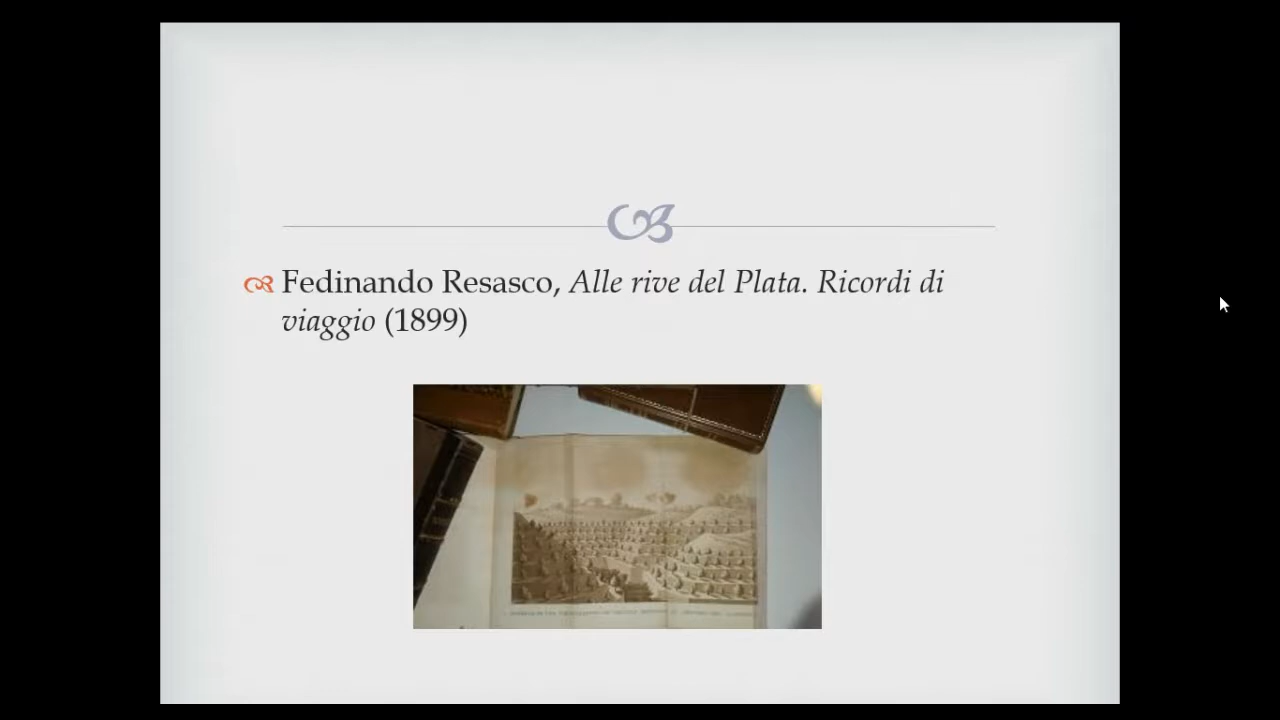 Fedinando Resasco, Alle rive del Plata. Ricordi di
viaggio (1899)